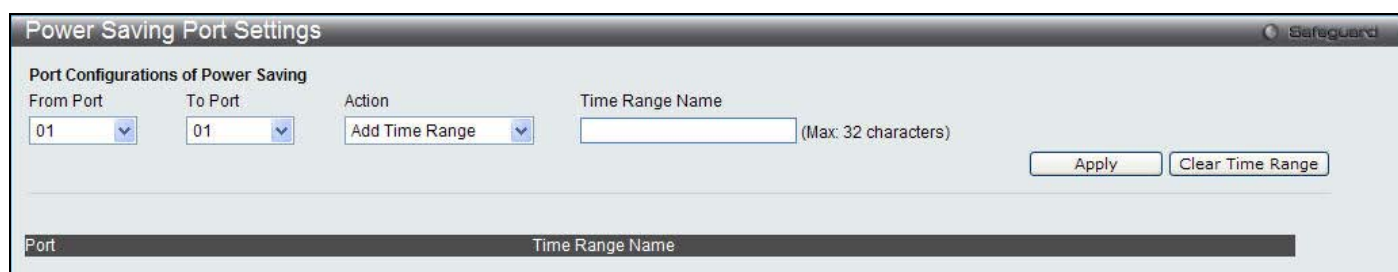 Power Saving Port Settings Safeguard
Port Configurations of Power Saving
From Port To Port Action Time Range Name
01 01 Add Time Range (Max: 32 characters)
Apply Clear Time Range
Port Time Range Name